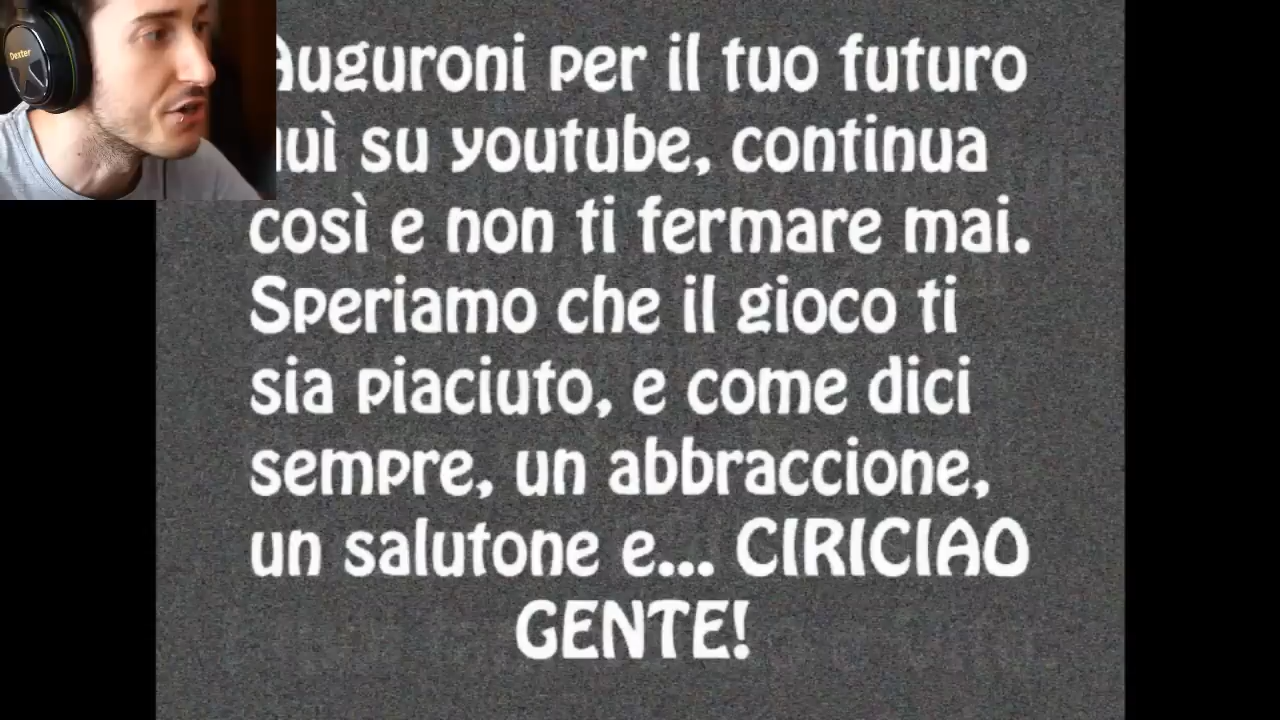 Dexter
Auguroni per il tuo futuro
quì su youtube, continua
così e non ti fermare mai.
Speriamo che il gioco ti
sia piaciuto, e come dici
sempre, un abbraccione,
un salutone e... CIRICIAO
GENTE!